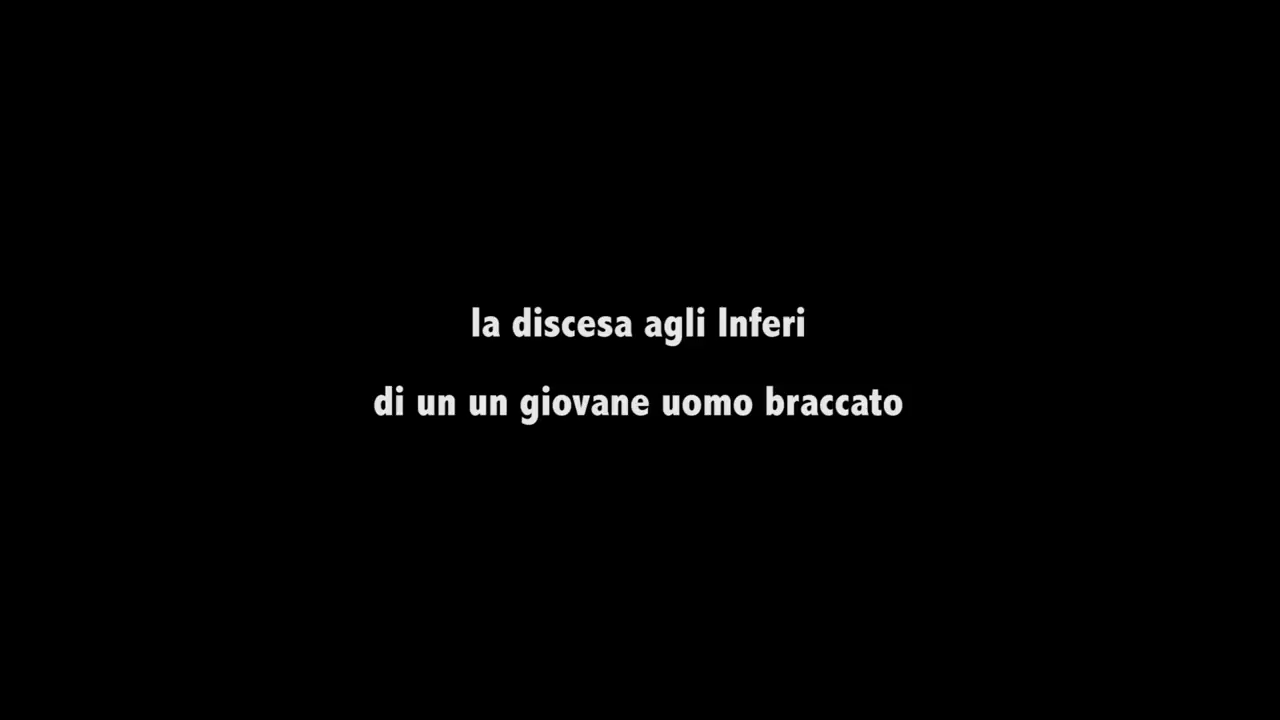 la discesa agli Inferi
di un un giovane uomo braccato